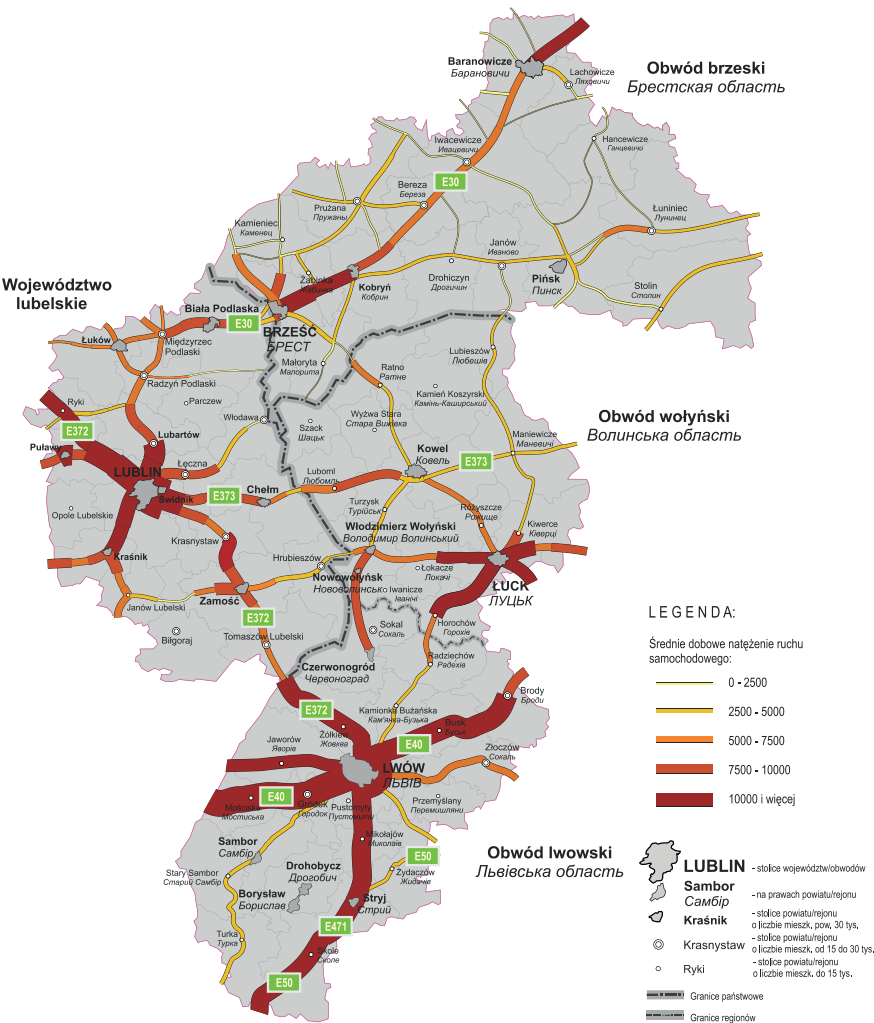 Baranowicze
Барановичи
Lachowicze
Ляховичи
Obwód brzeski
Брестская область
Iwacewicze
Ивацевичи
Hancewicze
Ганцевичи
E30
Bereza
Береза
Prużana
Пружаны
Łuniniec
Лунинец
Kamieniec
Каменец
Janów
Иваново
Drohiczyn
Дрогичин
Pińsk
Пинск
Stolin
Столин
Żabinka
Жабинка
Kobryń
Кобрин
Województwo
lubelskie
Biała Podlaska
E30
BRZEŚĆ
БРЕСТ
Łuków
Międzyrzec
Podlaski
Małoryta
Малорита
Lubieszów
Любешів
Radzyń Podlaski
Ratno
Ратне
Ryki
Parczew
Kamień Koszyrski
Камінь-Каширський
Obwód wołyński
Волинська область
Włodawa
Szack
Шацьк
Wyżwa Stara
Стара Вижівка
E372
Lubartów
Maniewicze
Маневичі
Puławy
Kowel
Ковель
E373
LUBLIN
Łęczna
Luboml
Любомль
Świdnik
E373
Chełm
Turzysk
Турійськ
Rożyszcze
Рожище
Opole Lubelskie
Włodzimierz Wołyński
Володимир Волинський
Kiwerce
Ківерці
Krasnystaw
Kraśnik
Hrubieszów
Łokacze
Локачі
Nowowołyńsk
Нововолинськ
Iwanicze
Іваничі
ŁUCK
ЛУЦЬК
Zamość
Janów Lubelski
E372
Sokal
Сокаль
Horochów
Горохів
Biłgoraj
Tomaszów Lubelski
Radziechów
Радехів
Czerwonogród
Червоноград
E372
Kamionka Bużańska
Кам'янка-Бузька
Brody
Броди
Żółkiew
Жовква
Busk
Буськ
E40
Jaworów
Яворів
Złoczów
Сокаль
LWÓW
ЛЬВІВ
E40
Mościska
Мостиська
Gródek
Городок
Pustomyty
Пустомити
Przemyślany
Перемишляни
Mikołajów
Миколаїв
Sambor
Самбір
E50
Obwód lwowski
Львівська область
Stary Sambor
Старий Самбір
Drohobycz
Дрогобич
Żydaczów
Жидачів
Borysław
Борислав
Stryj
Стрий
E471
Turka
Турка
Skole
Сколе
E50
LEGENDA:
Średnie dobowe natężenie ruchu
samochodowego:
0 - 2500
2500 - 5000
5000 - 7500
7500 - 10000
10000 i więcej
LUBLIN - stolice województw/obwodów
Sambor
Самбір - na prawach powiatu/rejonu
Kraśnik - stolice powiatu/rejonu
o liczbie mieszk. pow, 30 tys.
Krasnystaw - stolice powiatu/rejonu
o liczbie mieszk. od 15 do 30 tys.
Ryki - stolice powiatu/rejonu
o liczbie mieszk. do 15 tys.
Granice państwowe
Granice regionów